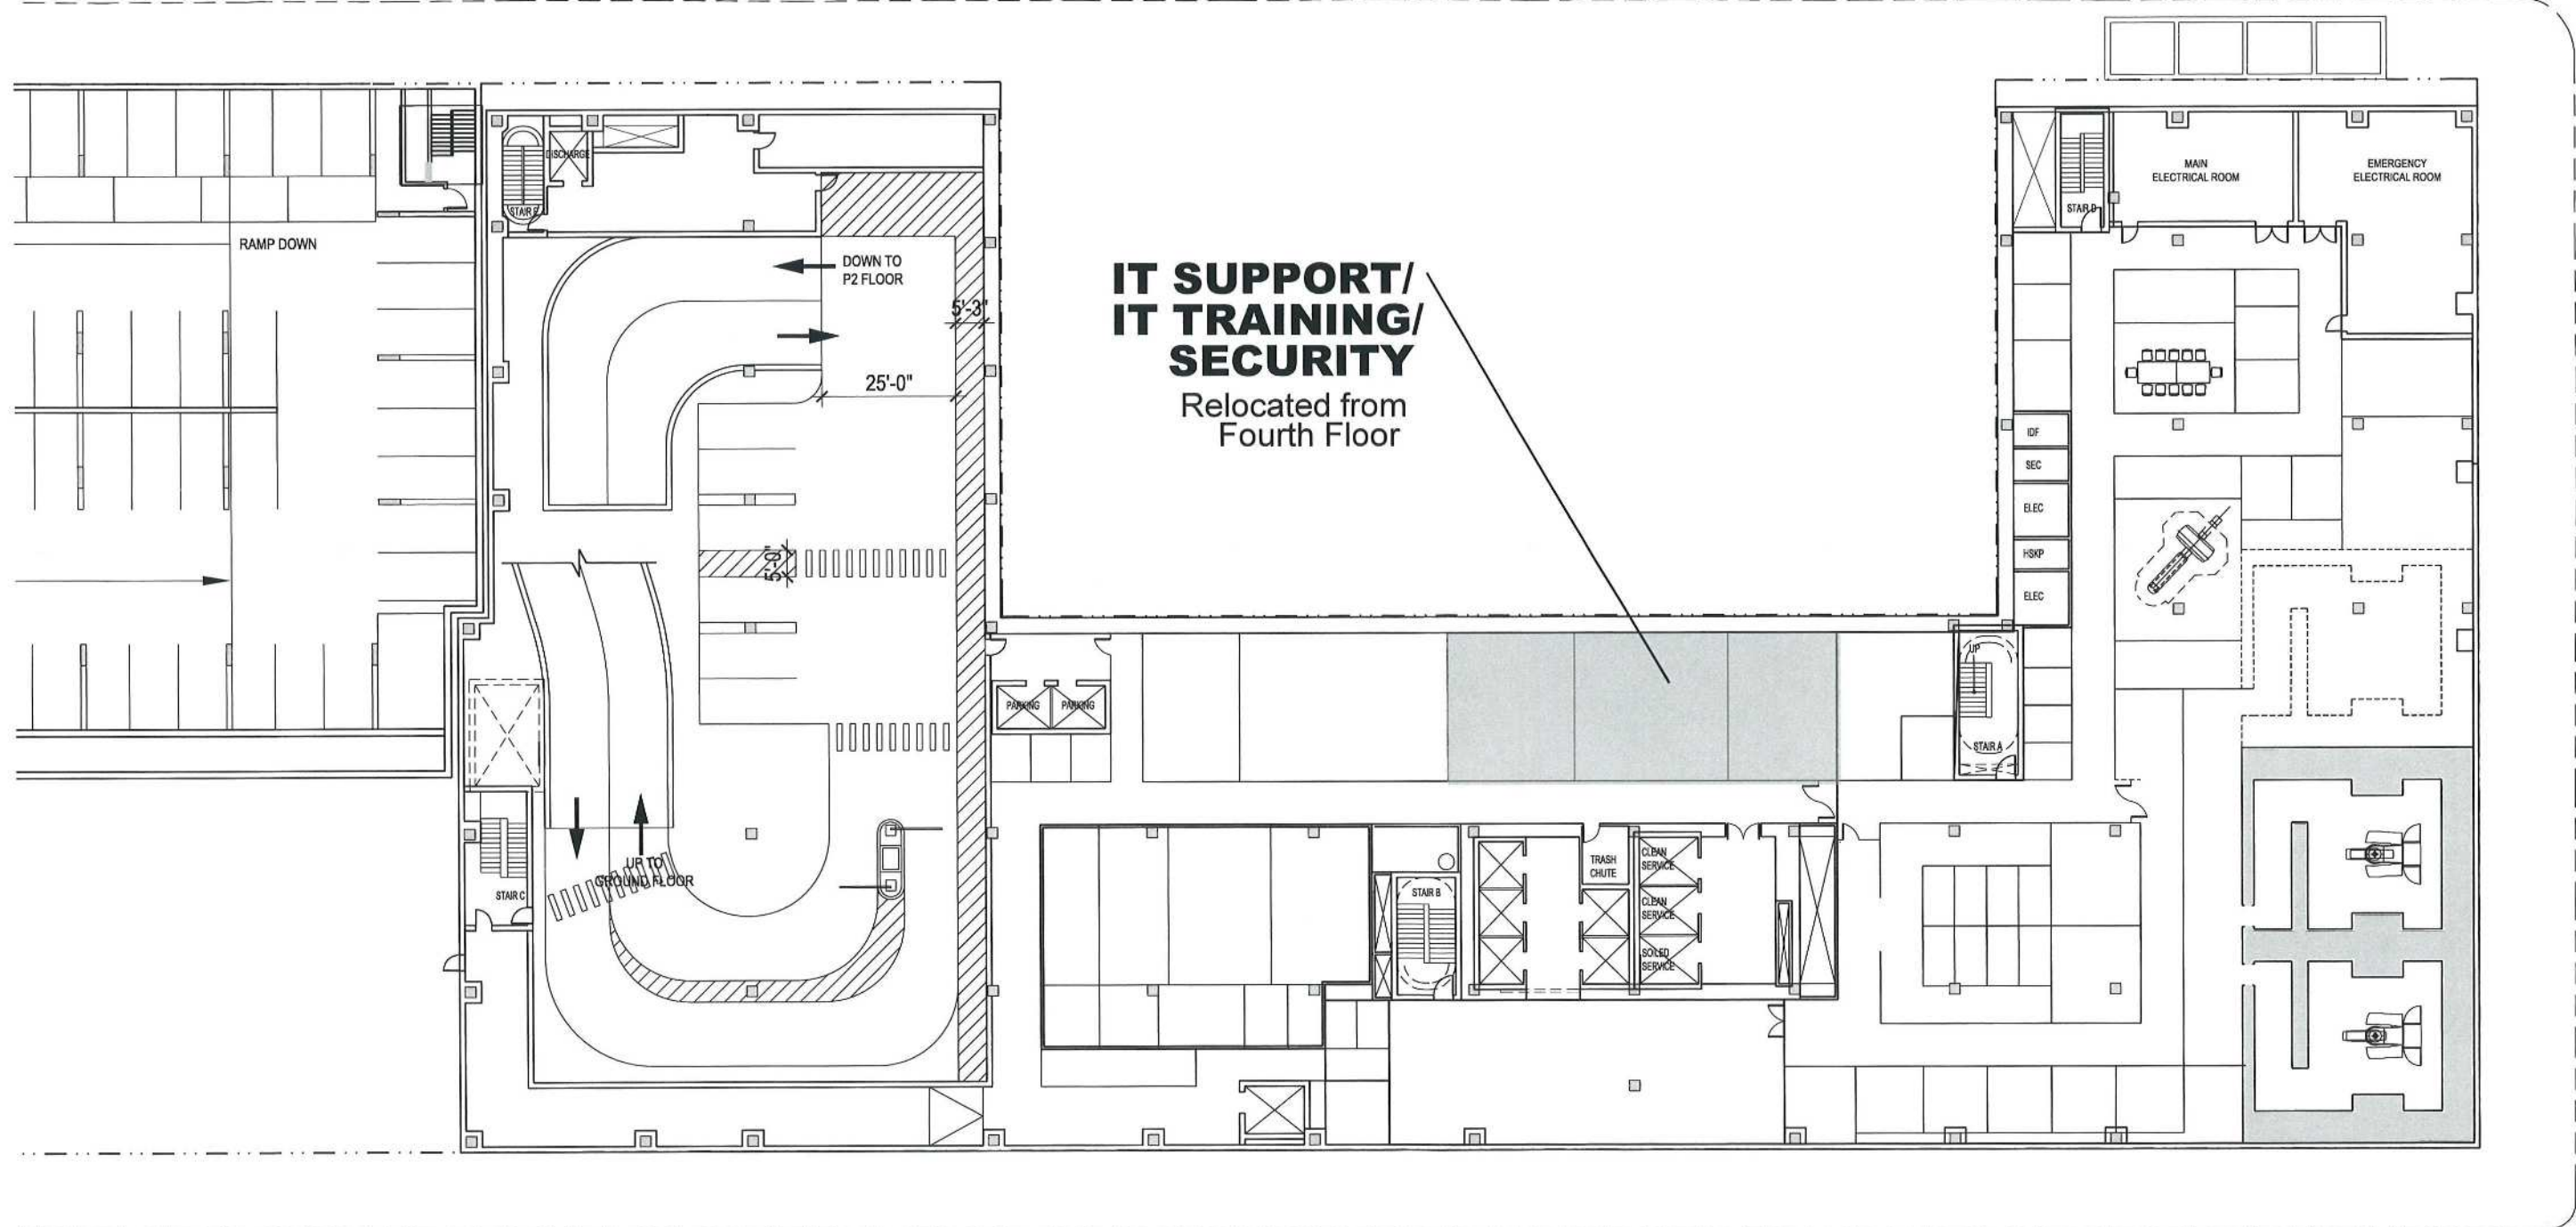 DISCHARGE
STAIR E
RAMP DOWN
DOWN TO
P2 FLOOR
5'-3"
25'-0"
5'-0"
UP TO
GROUND FLOOR
STAIR C
IT SUPPORT/
IT TRAINING/
SECURITY
Relocated from
Fourth Floor
PARKING
PARKING
STAIR B
TRASH
CHUTE
CLEAN
SERVICE
CLEAN
SERVICE
SOILED
SERVICE
UP
STAIR A
STAIR D
MAIN
ELECTRICAL ROOM
EMERGENCY
ELECTRICAL ROOM
IDF
SEC
ELEC
HSKP
ELEC